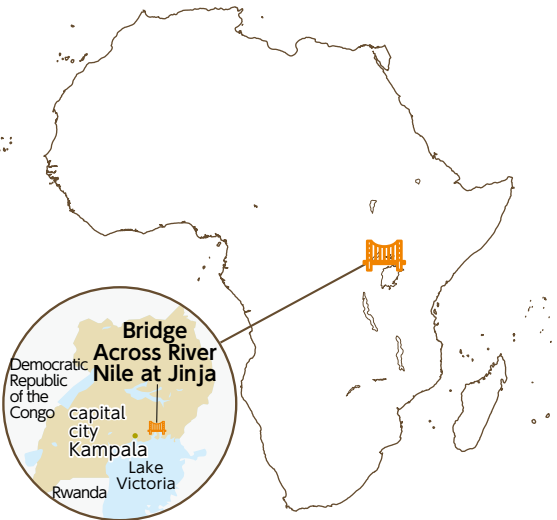 Bridge
Across River
Nile at Jinja
Democratic
Republic
of the
Congo
capital
city
Kampala
Lake
Victoria
Rwanda